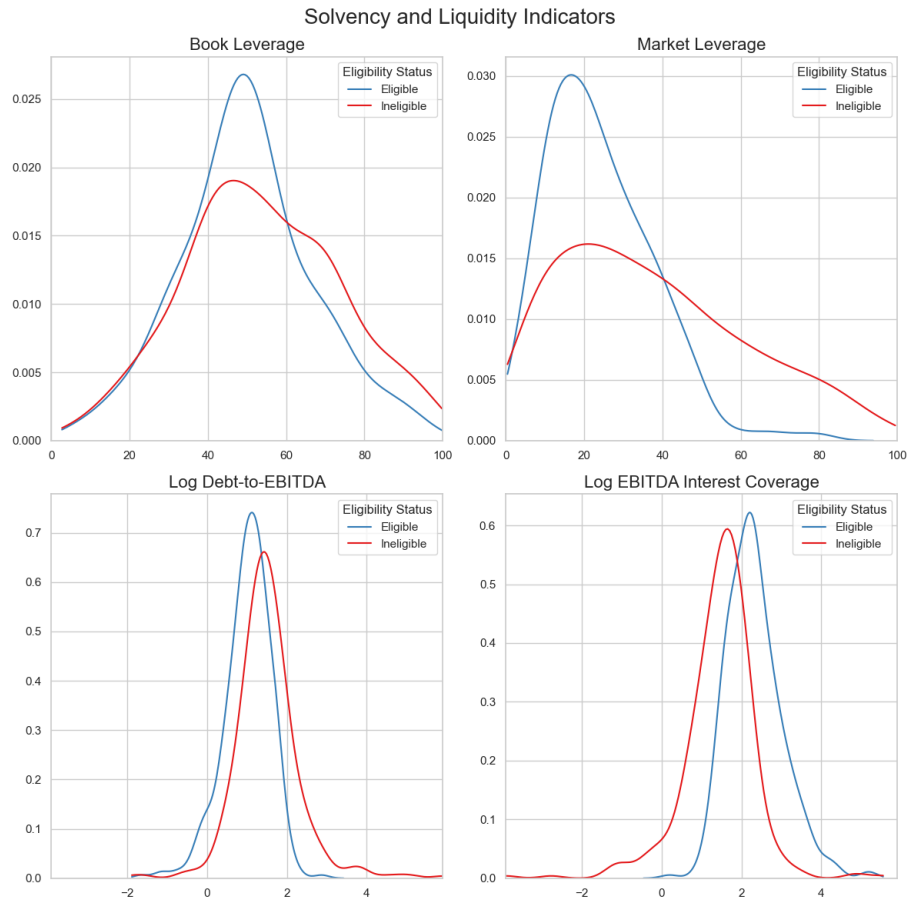 Solvency and Liquidity Indicators
Book Leverage
Eligibility Status
Eligible
Ineligible
0.025
0.020
0.015
0.010
0.005
0.000
0
20
40
60
80
100
Market Leverage
Eligibility Status
Eligible
Ineligible
0.030
0.025
0.020
0.015
0.010
0.005
0.000
0
20
40
60
80
100
Log Debt-to-EBITDA
Eligibility Status
Eligible
Ineligible
0.7
0.6
0.5
0.4
0.3
0.2
0.1
0.0
−2
0
2
4
Log EBITDA Interest Coverage
Eligibility Status
Eligible
Ineligible
0.6
0.5
0.4
0.3
0.2
0.1
0.0
−2
0
2
4